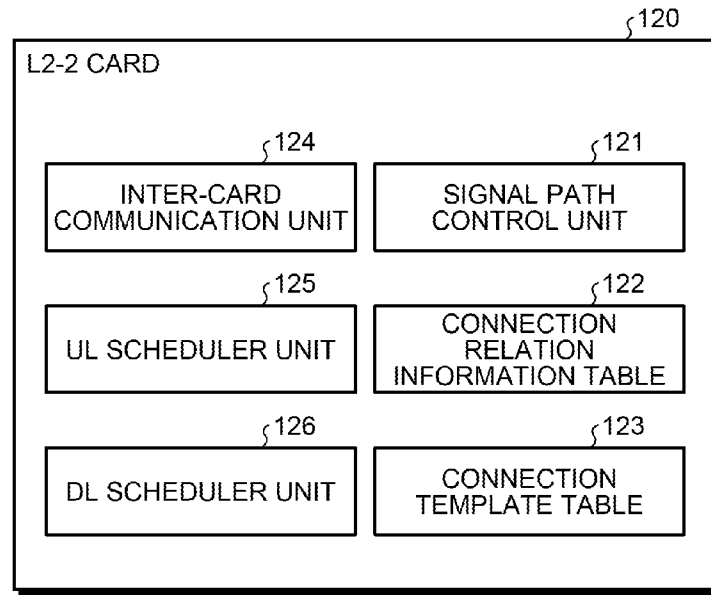 120
L2-2 CARD
124
INTER-CARD
COMMUNICATION UNIT
121
SIGNAL PATH
CONTROL UNIT
125
UL SCHEDULER UNIT
122
CONNECTION
RELATION
INFORMATION TABLE
126
DL SCHEDULER UNIT
123
CONNECTION
TEMPLATE TABLE